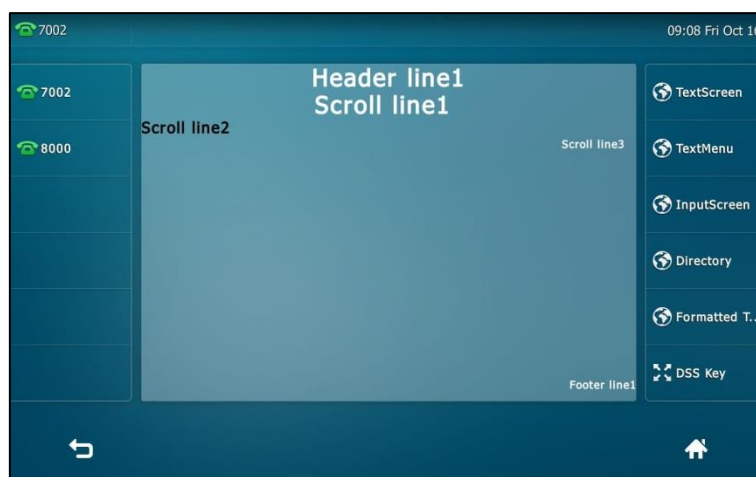 7002
09:08 Fri Oct 10
7002
8000
Header line1
Scroll line1
Scroll line2
Scroll line3
Footer line1
TextScreen
TextMenu
InputScreen
Directory
Formatted T..
DSS Key